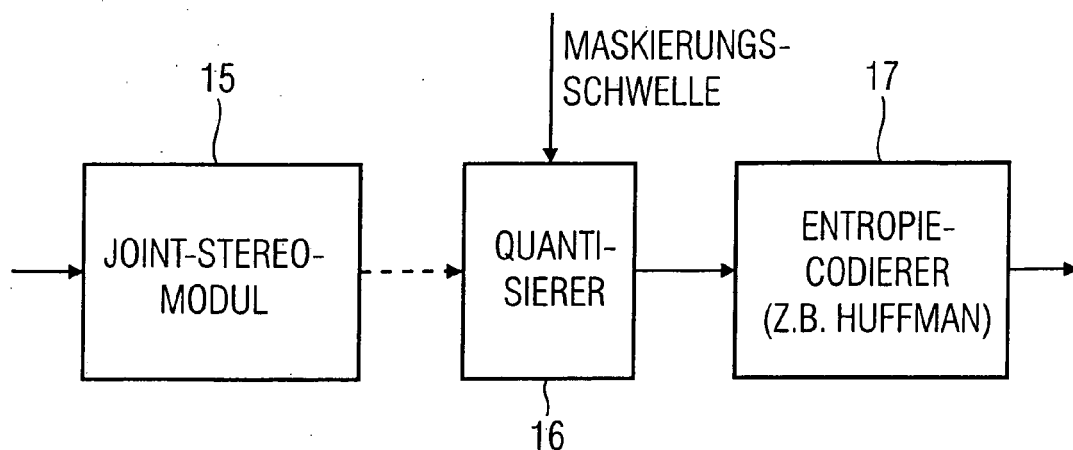 MASKIERUNGS-
SCHWELLE
15
17
JOINT-STEREO-
MODUL
QUANTI-
SIERER
ENTROPIE-
CODIERER
(Z.B. HUFFMAN)
16